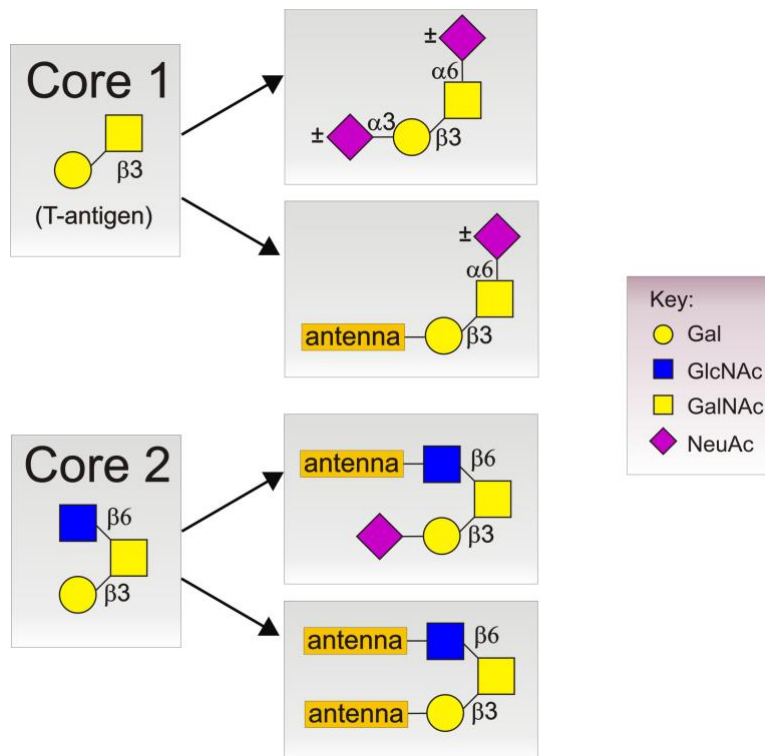 Core 1
β3
(T-antigen)
±
α6
± α3
β3
±
α6
antenna β3
Core 2
β6
β3
antenna β6
β3
antenna β6
antenna β3
Key:
Gal
GlcNAc
GalNAc
NeuAc